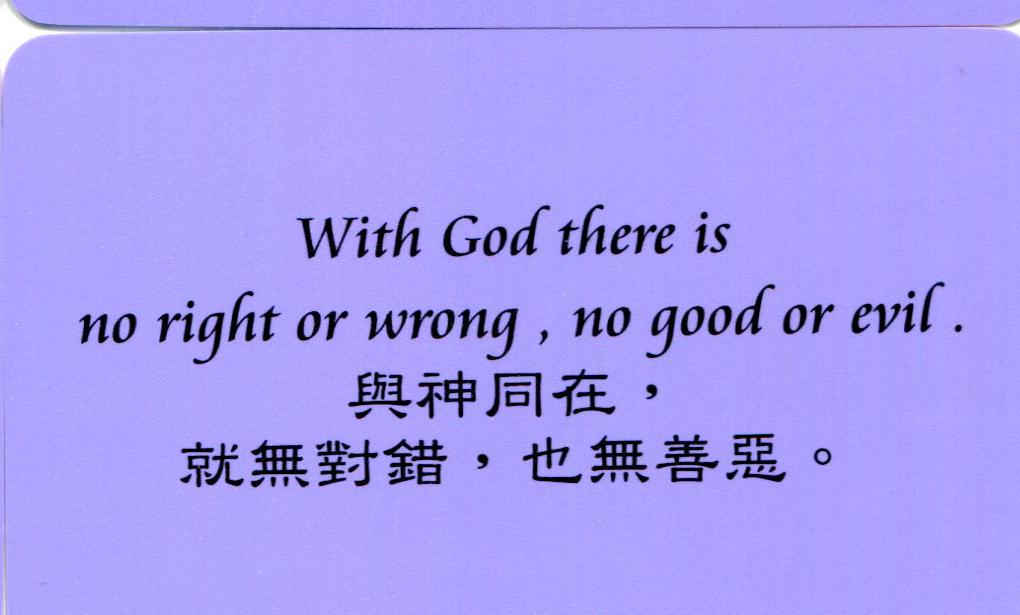 With God there is
no right or wrong , no good or evil .
與神同在，
就無對錯，也無善惡。